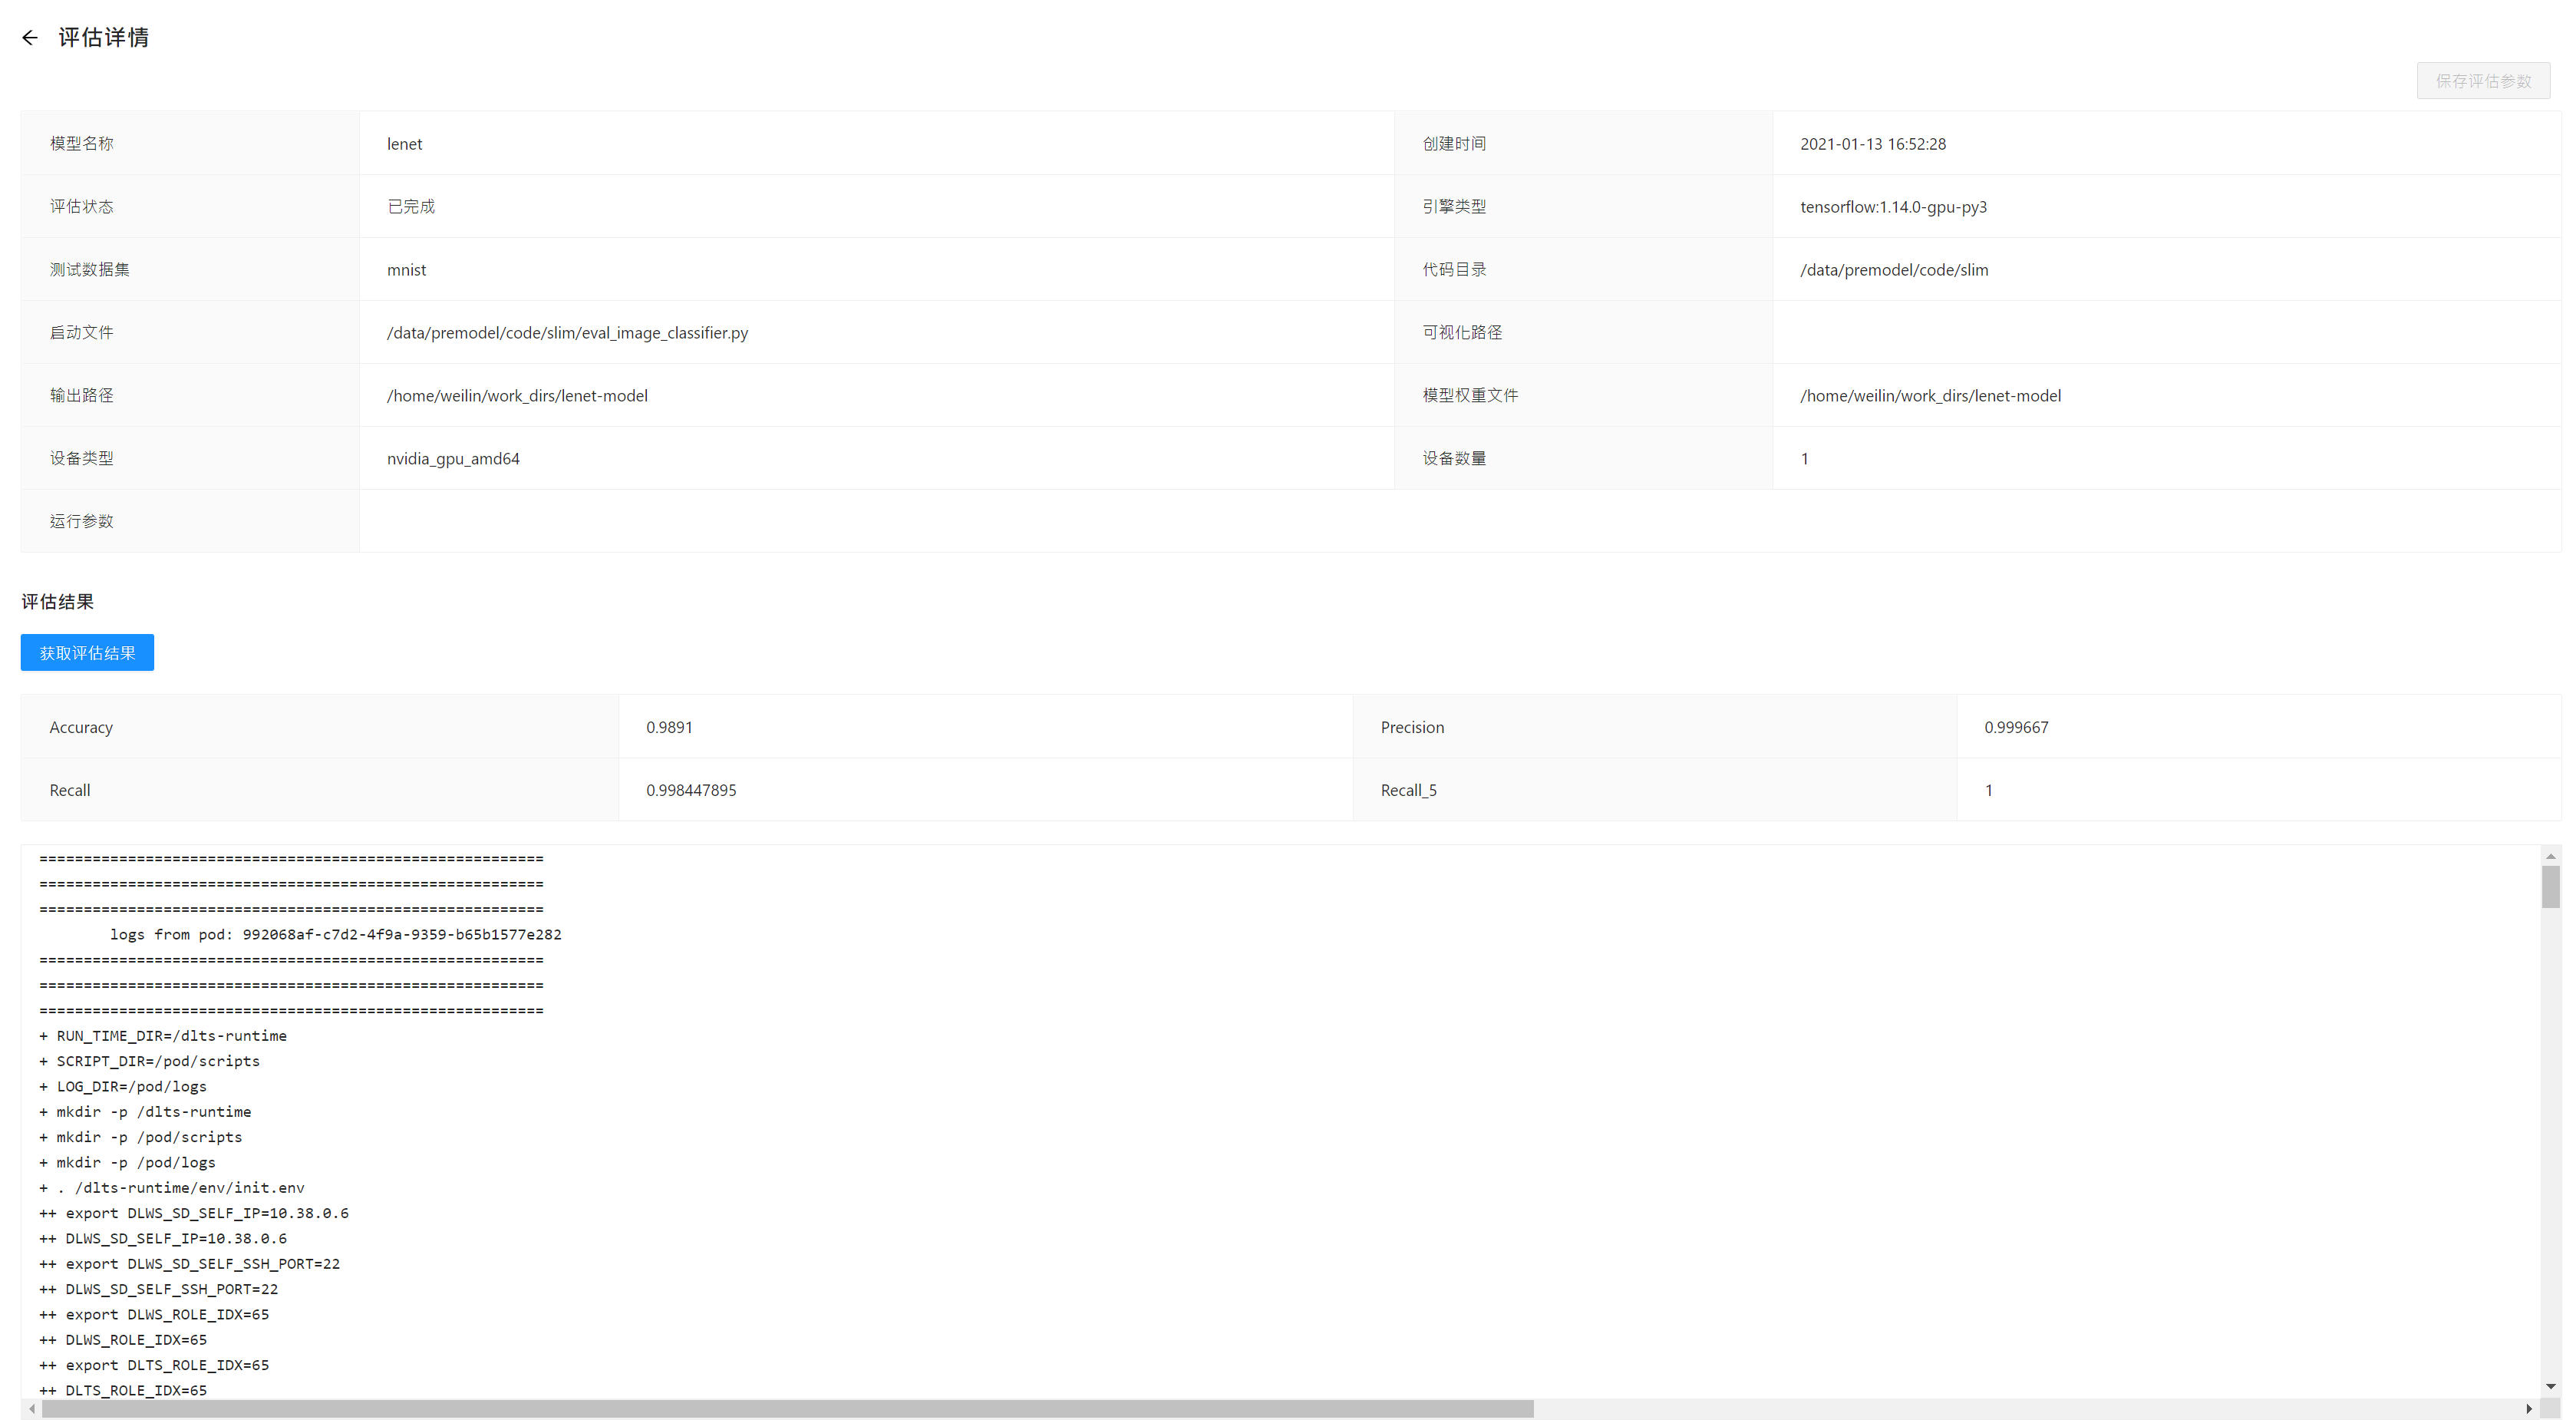 评估详情
保存评估参数
模型名称 lenet 创建时间 2021-01-13 16:52:28
评估状态 已完成 引擎类型 tensorflow:1.14.0-gpu-py3
测试数据集 mnist 代码目录 /data/premodel/code/slim
启动文件 /data/premodel/code/slim/eval_image_classifier.py 可视化路径
输出路径 /home/weilin/work_dirs/lenet-model 模型权重文件 /home/weilin/work_dirs/lenet-model
设备类型 nvidia_gpu_amd64 设备数量 1
运行参数
评估结果
获取评估结果
Accuracy 0.9891 Precision 0.999667
Recall 0.998447895 Recall_5 1
=========================================================
=========================================================
=========================================================
logs from pod: 992068af-c7d2-4f9a-9359-b65b1577e282
=========================================================
=========================================================
=========================================================
+ RUN_TIME_DIR=/dlts-runtime
+ SCRIPT_DIR=/pod/scripts
+ LOG_DIR=/pod/logs
+ mkdir -p /dlts-runtime
+ mkdir -p /pod/scripts
+ mkdir -p /pod/logs
+ . /dlts-runtime/env/init.env
++ export DLWS_SD_SELF_IP=10.38.0.6
++ DLWS_SD_SELF_IP=10.38.0.6
++ export DLWS_SD_SELF_SSH_PORT=22
++ DLWS_SD_SELF_SSH_PORT=22
++ export DLWS_ROLE_IDX=65
++ DLWS_ROLE_IDX=65
++ export DLTS_ROLE_IDX=65
++ DLTS_ROLE_IDX=65